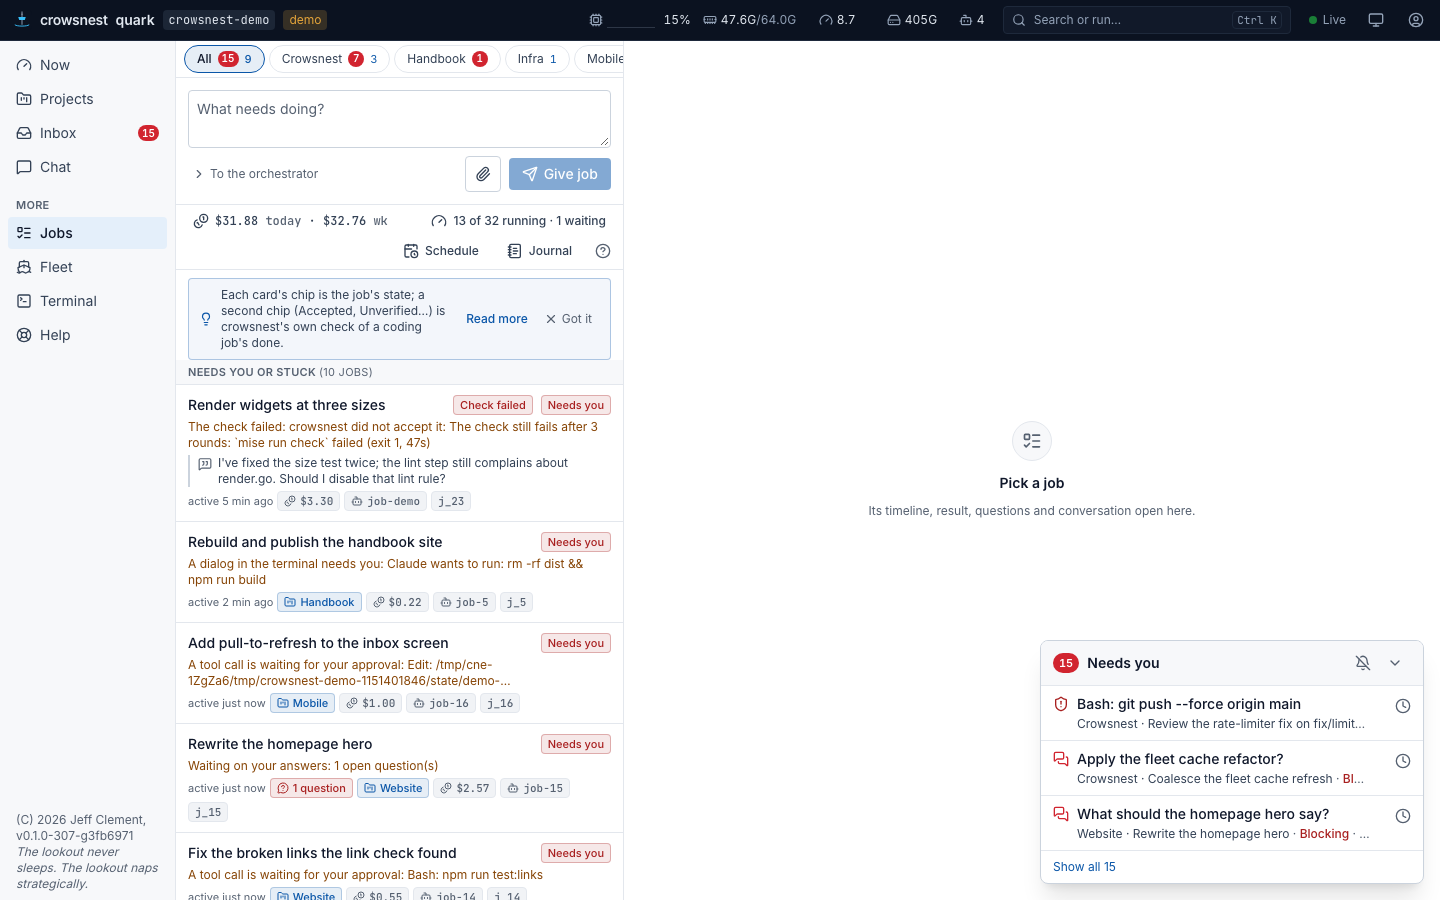 crowsnest quark crowsnest-demo demo
15% 47.6G/64.0G 8.7 405G 4
Search or run... Ctrl K
Live
Now
Projects
Inbox 15
Chat
MORE
Jobs
Fleet
Terminal
Help
(C) 2026 Jeff Clement,
v0.1.0-307-g3fb6971
The lookout never
sleeps. The lookout naps
strategically.
All 15 9 Crowsnest 7 3 Handbook 1 Infra 1 Mobile
What needs doing?
To the orchestrator
Give job
$31.88 today · $32.76 wk
13 of 32 running · 1 waiting
Schedule Journal
Each card's chip is the job's state; a
second chip (Accepted, Unverified...) is
crowsnest's own check of a coding
job's done.
Read more
Got it
NEEDS YOU OR STUCK (10 JOBS)
Render widgets at three sizes Check failed Needs you
The check failed: crowsnest did not accept it: The check still fails after 3
rounds: `mise run check` failed (exit 1, 47s)
I've fixed the size test twice; the lint step still complains about
render.go. Should I disable that lint rule?
active 5 min ago $3.30 job-demo j_23
Rebuild and publish the handbook site Needs you
A dialog in the terminal needs you: Claude wants to run: rm -rf dist &&
npm run build
active 2 min ago Handbook $0.22 job-5 j_5
Add pull-to-refresh to the inbox screen Needs you
A tool call is waiting for your approval: Edit: /tmp/cne-
1ZgZa6/tmp/crowsnest-demo-1151401846/state/demo-...
active just now Mobile $1.00 job-16 j_16
Rewrite the homepage hero Needs you
Waiting on your answers: 1 open question(s)
active just now 1 question Website $2.57 job-15
j_15
Fix the broken links the link check found Needs you
A tool call is waiting for your approval: Bash: npm run test:links
active just now Website $0.55 job-14 j_14
Pick a job
Its timeline, result, questions and conversation open here.
15 Needs you
Bash: git push --force origin main
Crowsnest · Review the rate-limiter fix on fix/limit...
Apply the fleet cache refactor?
Crowsnest · Coalesce the fleet cache refresh · Bl...
What should the homepage hero say?
Website · Rewrite the homepage hero · Blocking · ...
Show all 15